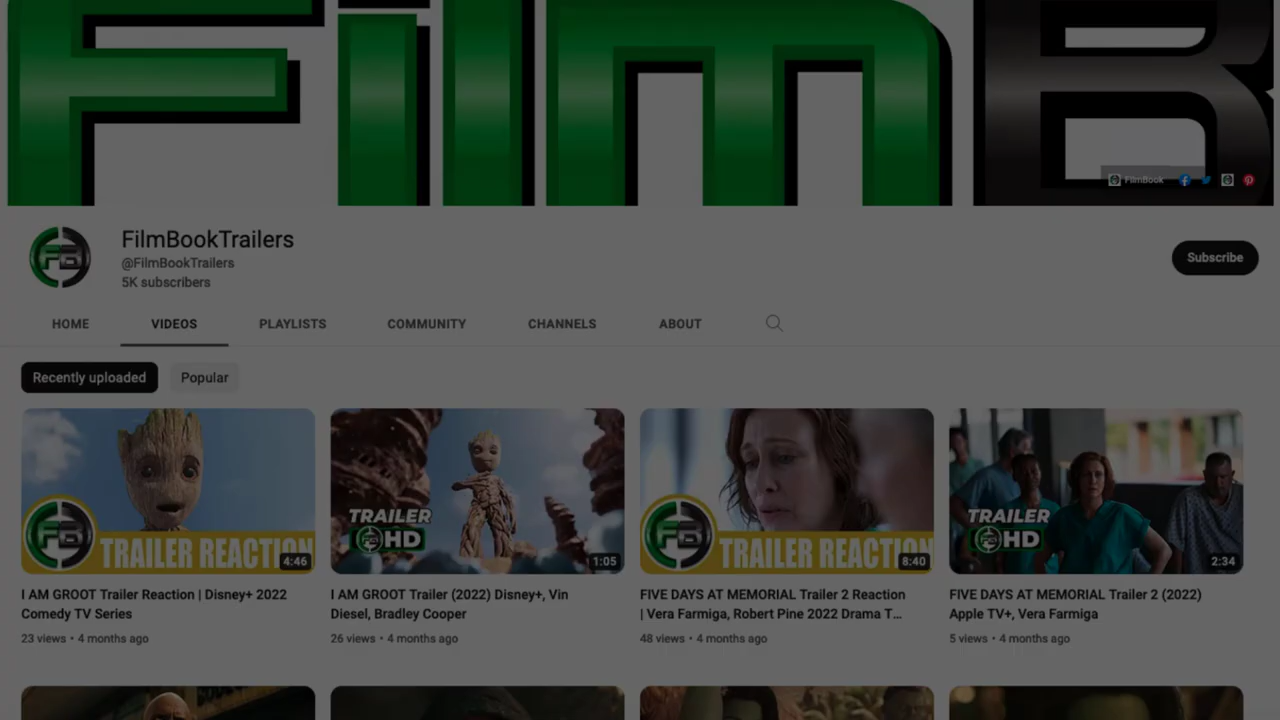 FilmB
FilmBook
FilmBookTrailers
@FilmBookTrailers
5K subscribers
Subscribe
HOME
VIDEOS
PLAYLISTS
COMMUNITY
CHANNELS
ABOUT
Recently uploaded
Popular
FB
TRAILER REACTION
4:46
TRAILER
HD
1:05
FB
TRAILER REACTION
8:40
TRAILER
HD
2:34
I AM GROOT Trailer Reaction | Disney+ 2022
Comedy TV Series
23 views • 4 months ago
I AM GROOT Trailer (2022) Disney+, Vin
Diesel, Bradley Cooper
26 views • 4 months ago
FIVE DAYS AT MEMORIAL Trailer 2 Reaction
| Vera Farmiga, Robert Pine 2022 Drama T...
48 views • 4 months ago
FIVE DAYS AT MEMORIAL Trailer 2 (2022)
Apple TV+, Vera Farmiga
5 views • 4 months ago